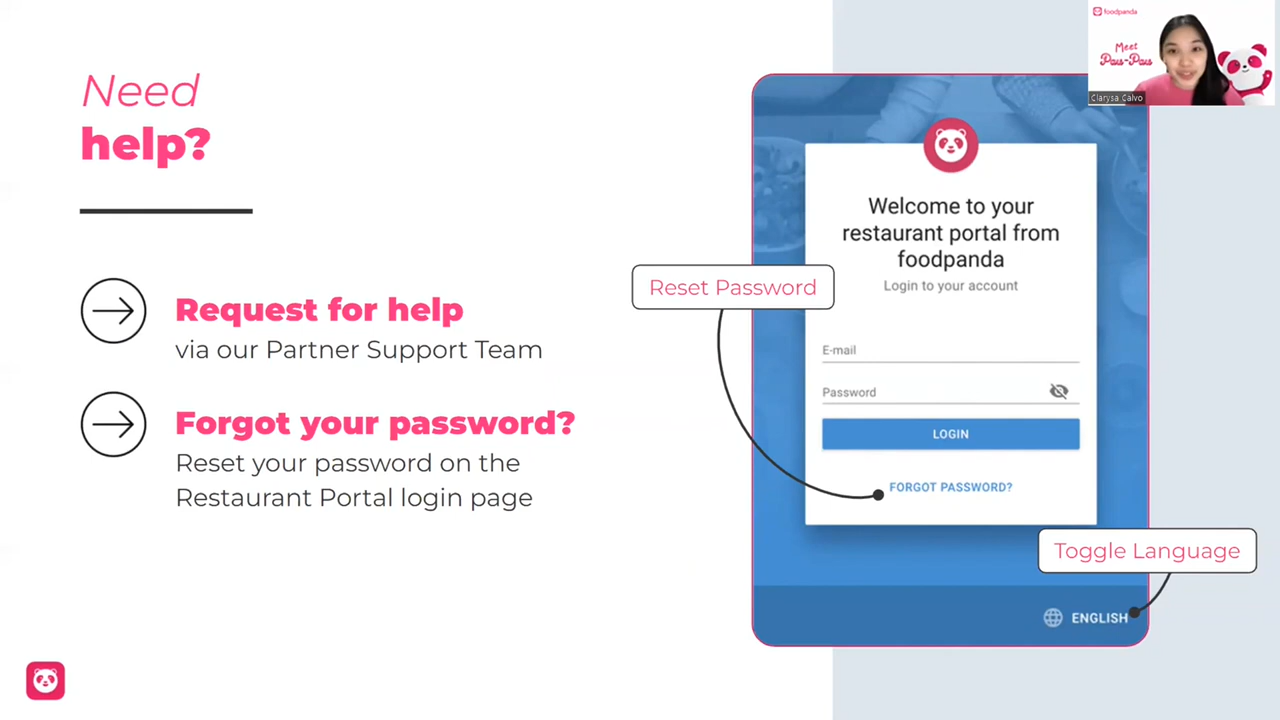 Need
help?
Request for help
via our Partner Support Team
Forgot your password?
Reset your password on the
Restaurant Portal login page
foodpanda
Meet
Pau-Pau
Clarysa Calvo
Welcome to your
restaurant portal from
foodpanda
Login to your account
Reset Password
E-mail
Password
LOGIN
FORGOT PASSWORD?
Toggle Language
ENGLISH